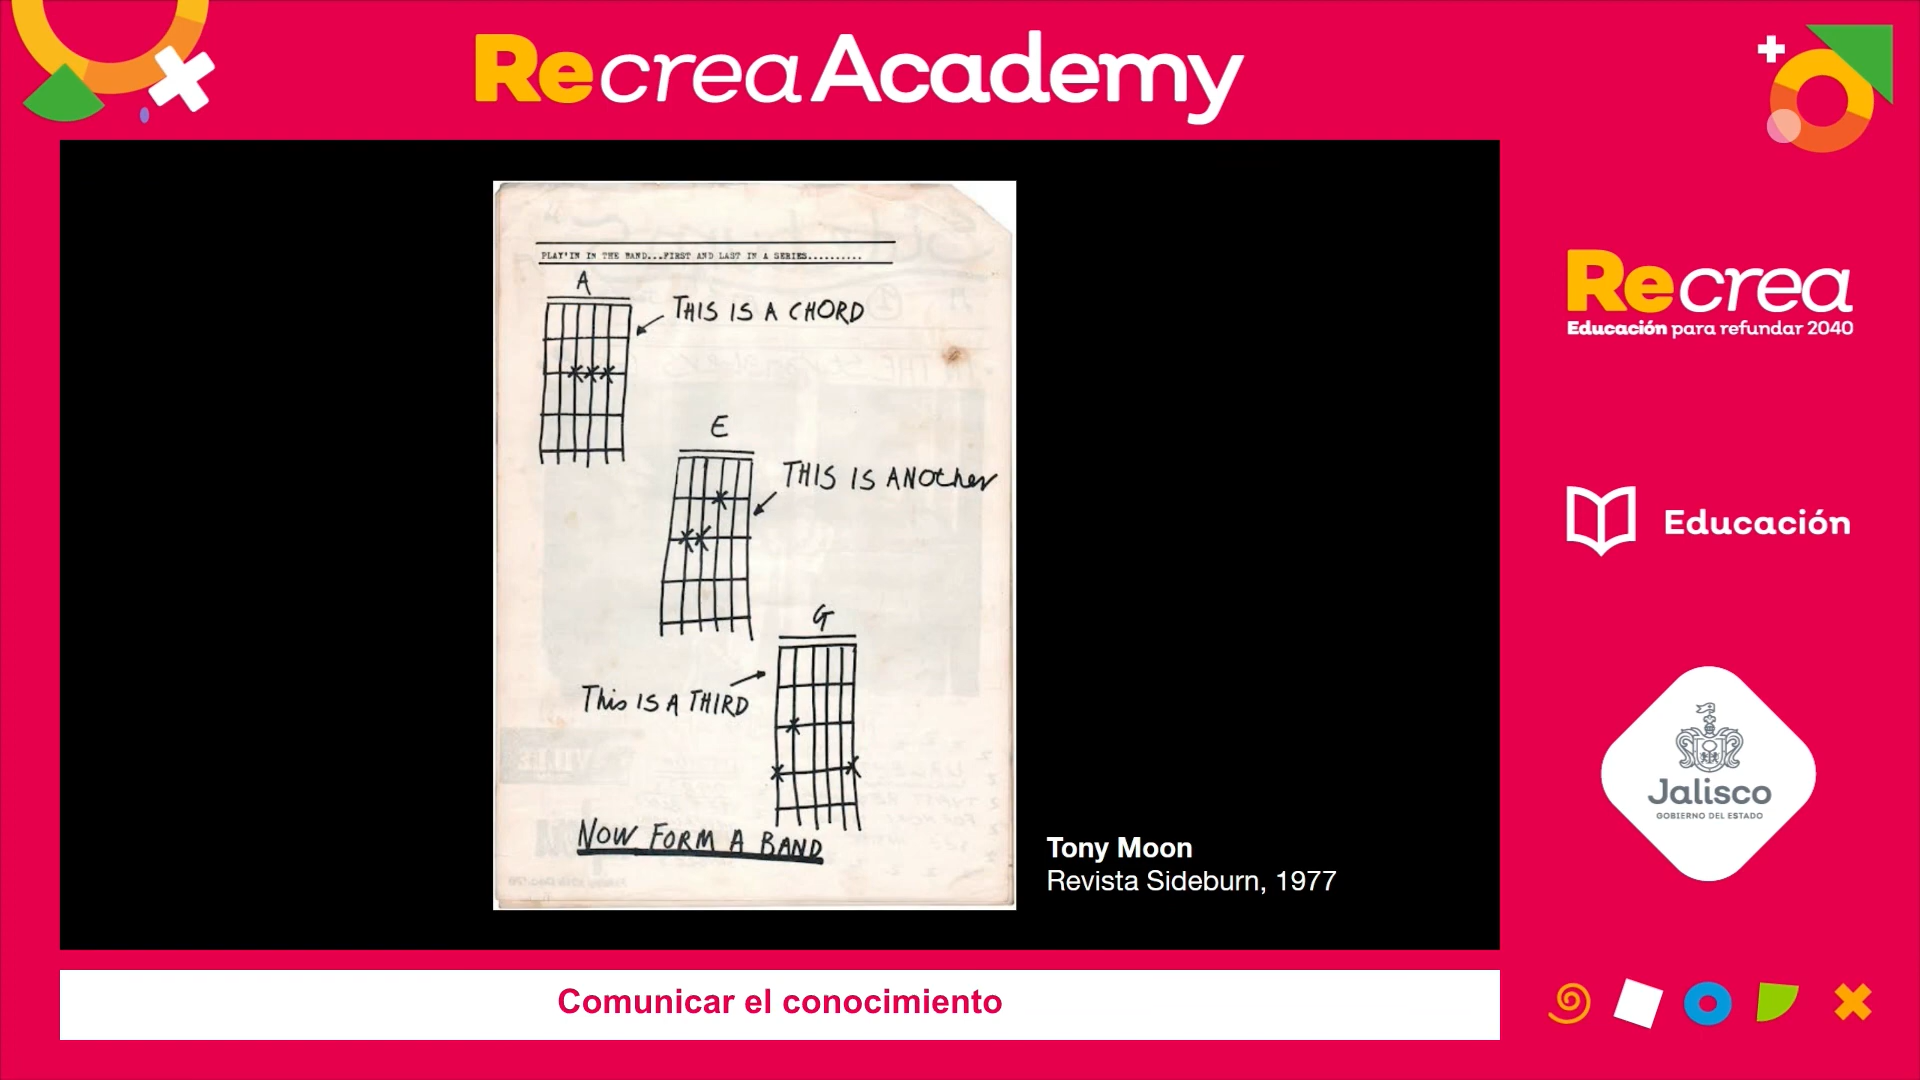 Recrea Academy
PLAY'IN IN THE BAND...FIRST AND LAST IN A SERIES..........
A
THIS IS A CHORD
E
THIS IS ANOther
G
This IS A THIRD
NOW FORM A BAND
Tony Moon
Revista Sideburn, 1977
Comunicar el conocimiento
Recrea
Educación para refundar 2040
Educación
Jalisco
GOBIERNO DEL ESTADO